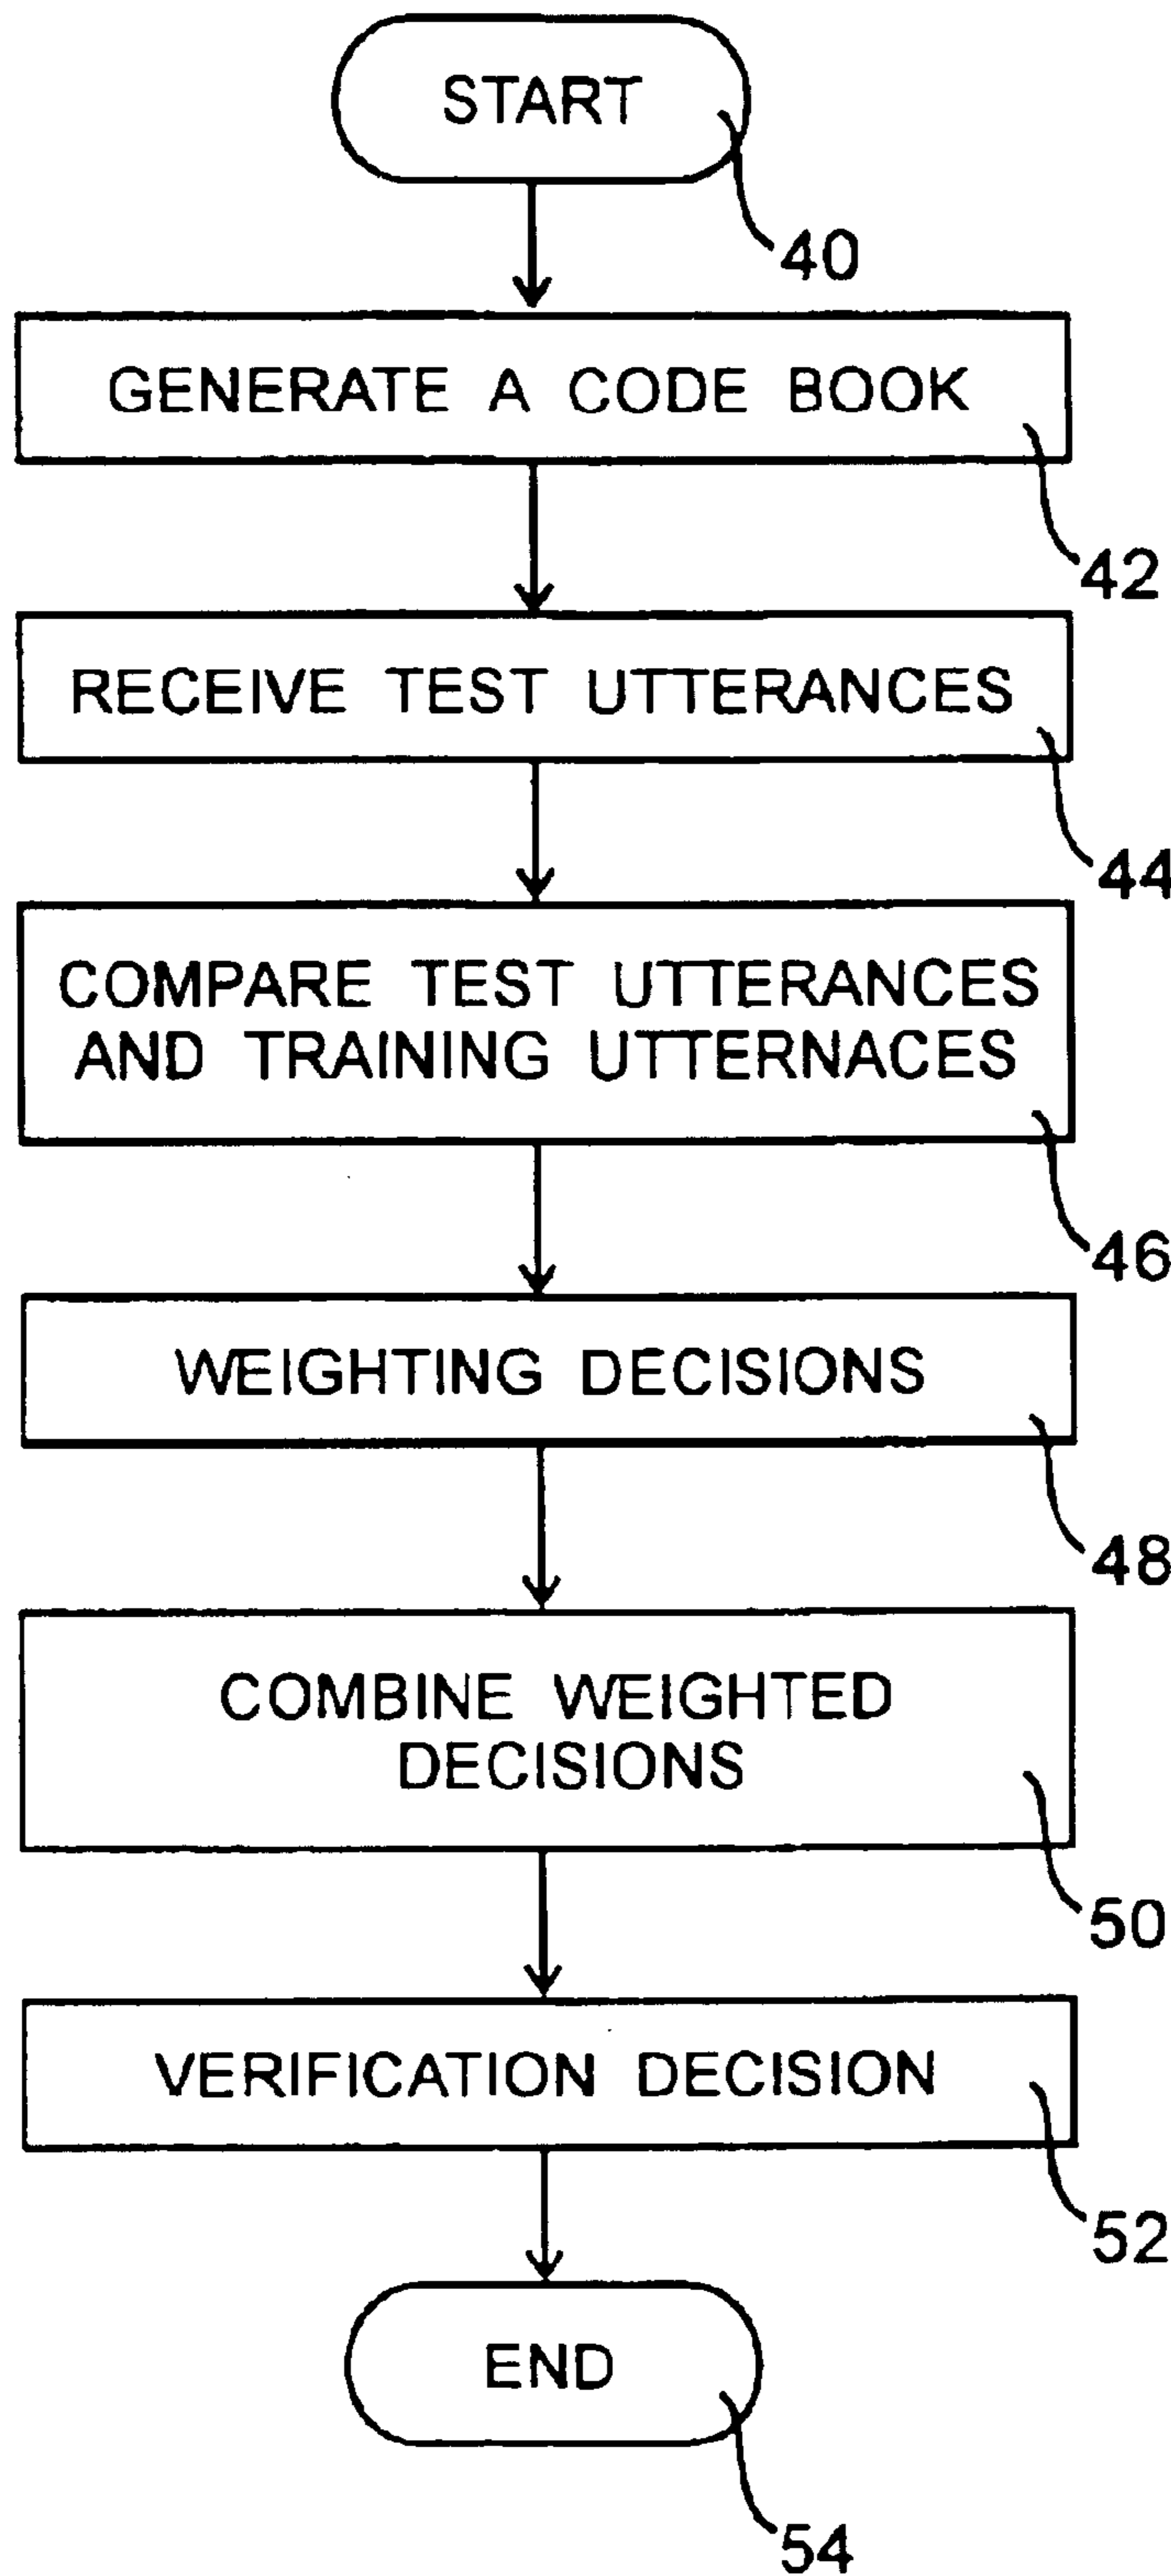 START
40
GENERATE A CODE BOOK
42
RECEIVE TEST UTTERANCES
44
COMPARE TEST UTTERANCES
AND TRAINING UTTERNACES
46
WEIGHTING DECISIONS
48
COMBINE WEIGHTED
DECISIONS
50
VERIFICATION DECISION
52
END
54